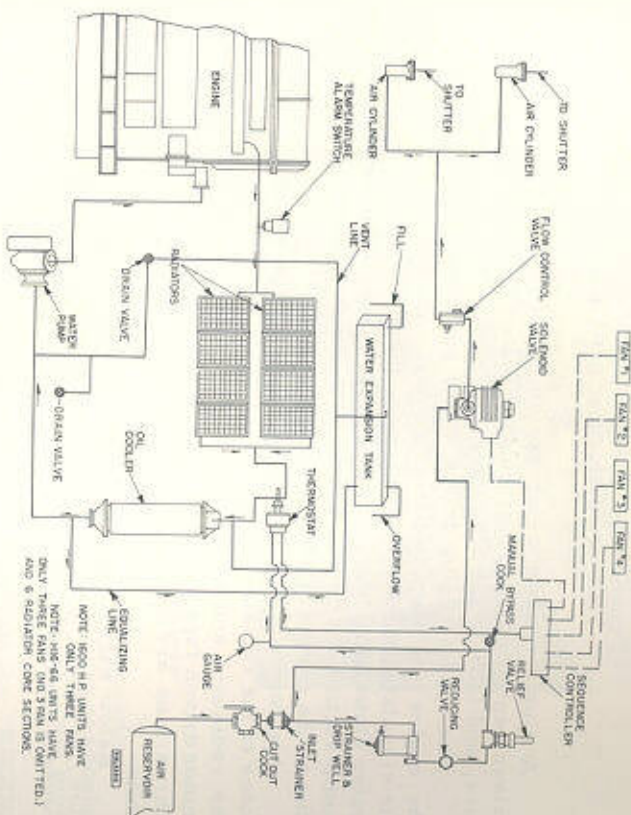 FAN #1
FAN #2
FAN #3
FAN #4
SEQUENCE
CONTROLLER
RELIEF
VALVE
MANUAL BYPASS
COCK
SOLENOID
VALVE
FLOW CONTROL
VALVE
TO SHUTTER
AIR CYLINDER
TO
SHUTTER
AIR CYLINDER
REDUCING
VALVE
STRAINER &
DRIP WELL
INLET
STRAINER
CUT OUT
COCK
AIR
RESERVOIR
AIR
GAUGE
FILL
WATER EXPANSION TANK
OVERFLOW
VENT
LINE
TEMPERATURE
ALARM SWITCH
ENGINE
RADIATORS
THERMOSTAT
DRAIN VALVE
WATER
PUMP
DRAIN VALVE
OIL
COOLER
EQUALIZING
LINE
NOTE: 1600 H.P. UNITS HAVE
ONLY THREE FANS.
NOTE: H16-66 UNITS HAVE
ONLY THREE FANS (NO. 3 FAN IS OMITTED.)
AND 6 RADIATOR CORE SECTIONS.